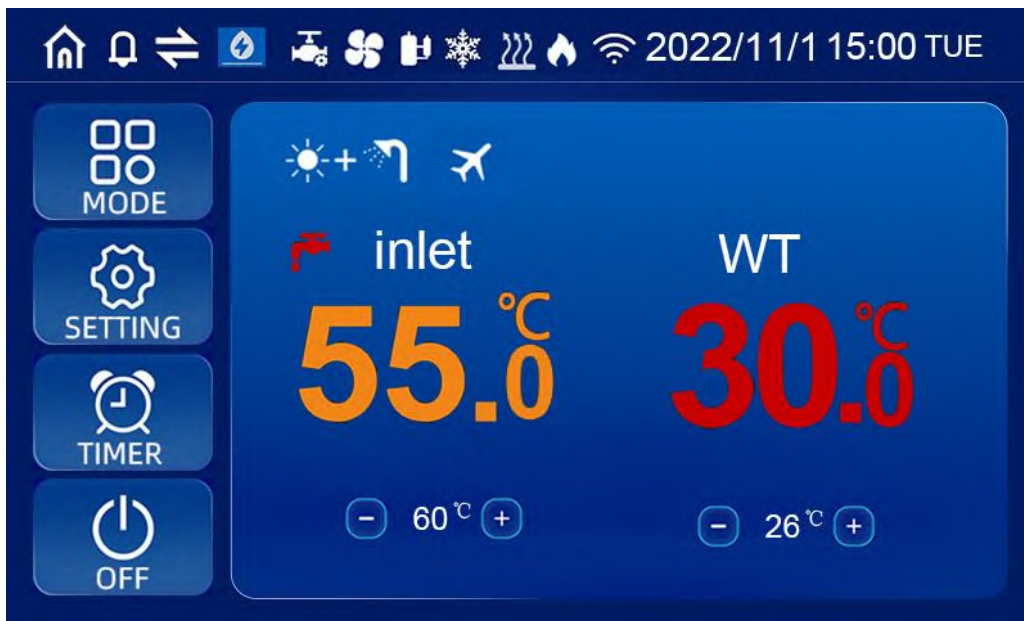 2022/11/1 15:00 TUE
MODE
SETTING
TIMER
OFF
inlet
WT
55.0℃
30.0℃
- 60℃ +
- 26℃ +